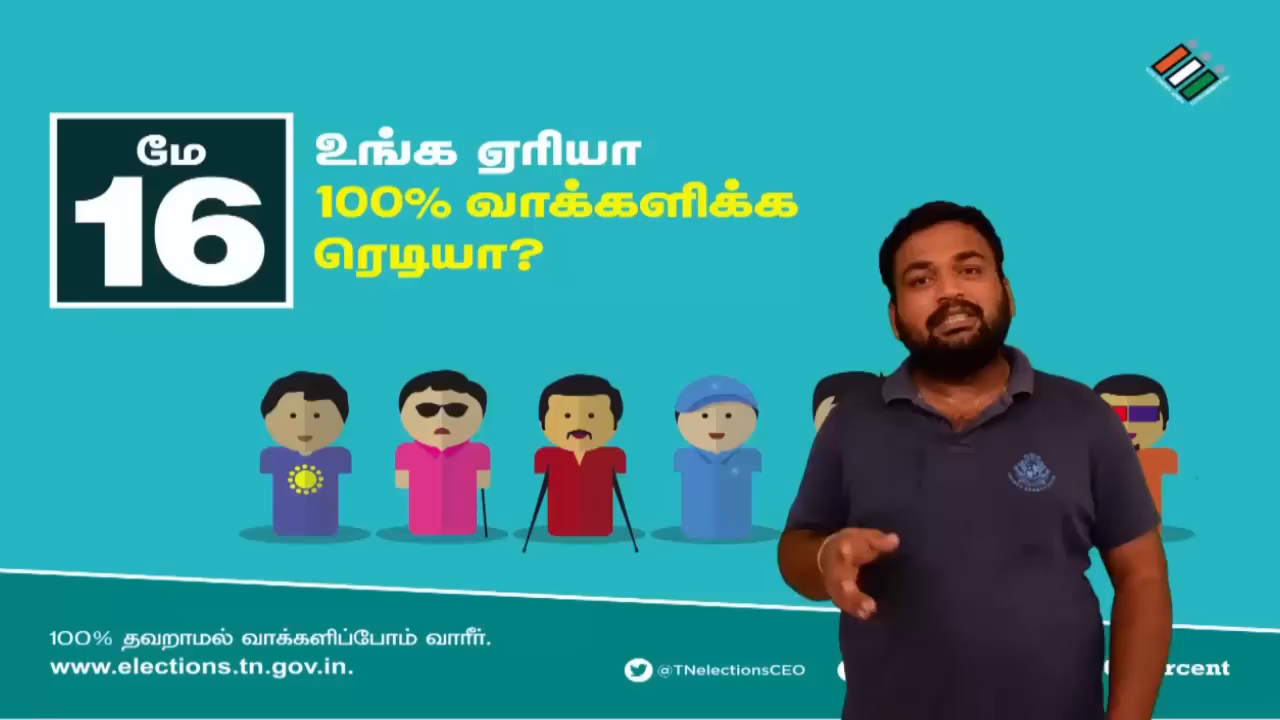 மே
16
உங்க ஏரியா
100% வாக்களிக்க
ரெடியா?
100% தவறாமல் வாக்களிப்போம் வாரீர்.
www.elections.tn.gov.in.
@TNelectionsCEO